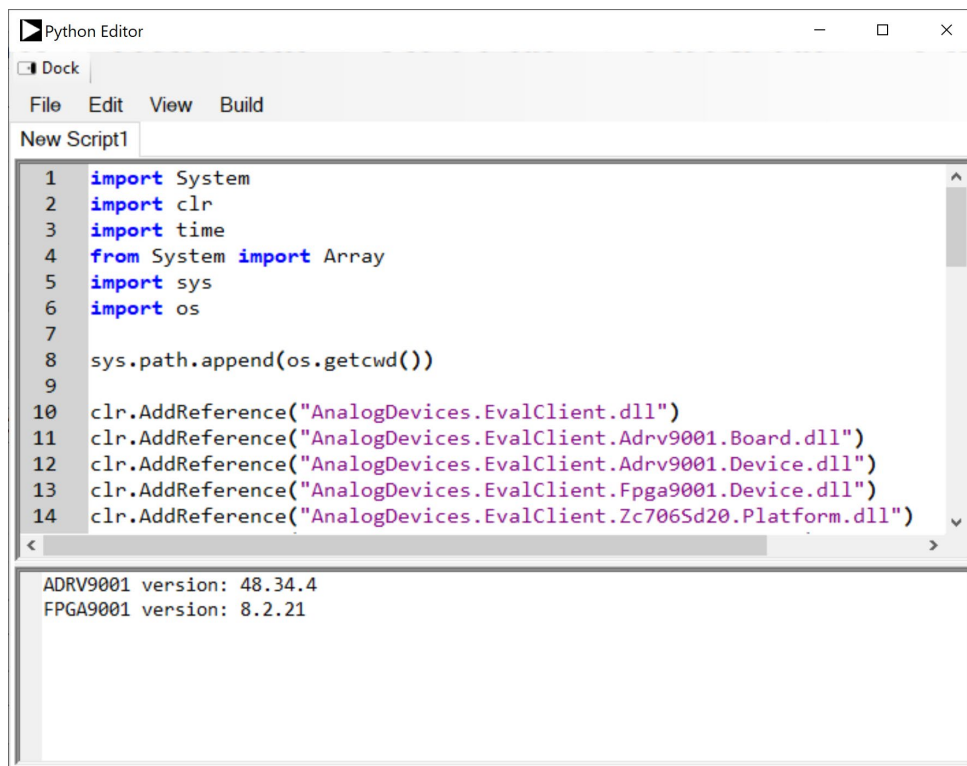 Python Editor
Dock
File Edit View Build
New Script1
1 import System
2 import clr
3 import time
4 from System import Array
5 import sys
6 import os
7
8 sys.path.append(os.getcwd())
9
10 clr.AddReference("AnalogDevices.EvalClient.dll")
11 clr.AddReference("AnalogDevices.EvalClient.Adrv9001.Board.dll")
12 clr.AddReference("AnalogDevices.EvalClient.Adrv9001.Device.dll")
13 clr.AddReference("AnalogDevices.EvalClient.Fpga9001.Device.dll")
14 clr.AddReference("AnalogDevices.EvalClient.Zc706Sd20.Platform.dll")
ADRV9001 version: 48.34.4
FPGA9001 version: 8.2.21